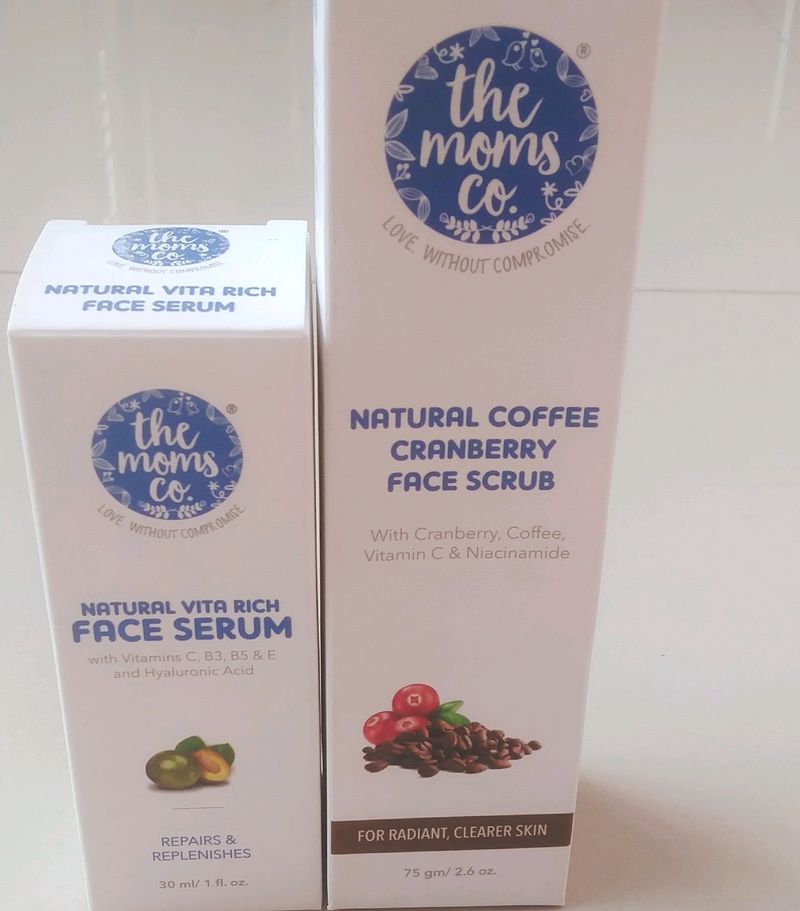 the
moms
co.
®
LOVE. WITHOUT COMPROMISE.
NATURAL VITA RICH
FACE SERUM
the
moms
co.
®
LOVE. WITHOUT COMPROMISE.
NATURAL VITA RICH
FACE SERUM
with Vitamins C, B3, B5 & E
and Hyaluronic Acid
REPAIRS &
REPLENISHES
30 ml/ 1 fl. oz.
the
moms
co.
®
LOVE. WITHOUT COMPROMISE.
NATURAL COFFEE
CRANBERRY
FACE SCRUB
With Cranberry, Coffee,
Vitamin C & Niacinamide
FOR RADIANT, CLEARER SKIN
75 gm/ 2.6 oz.